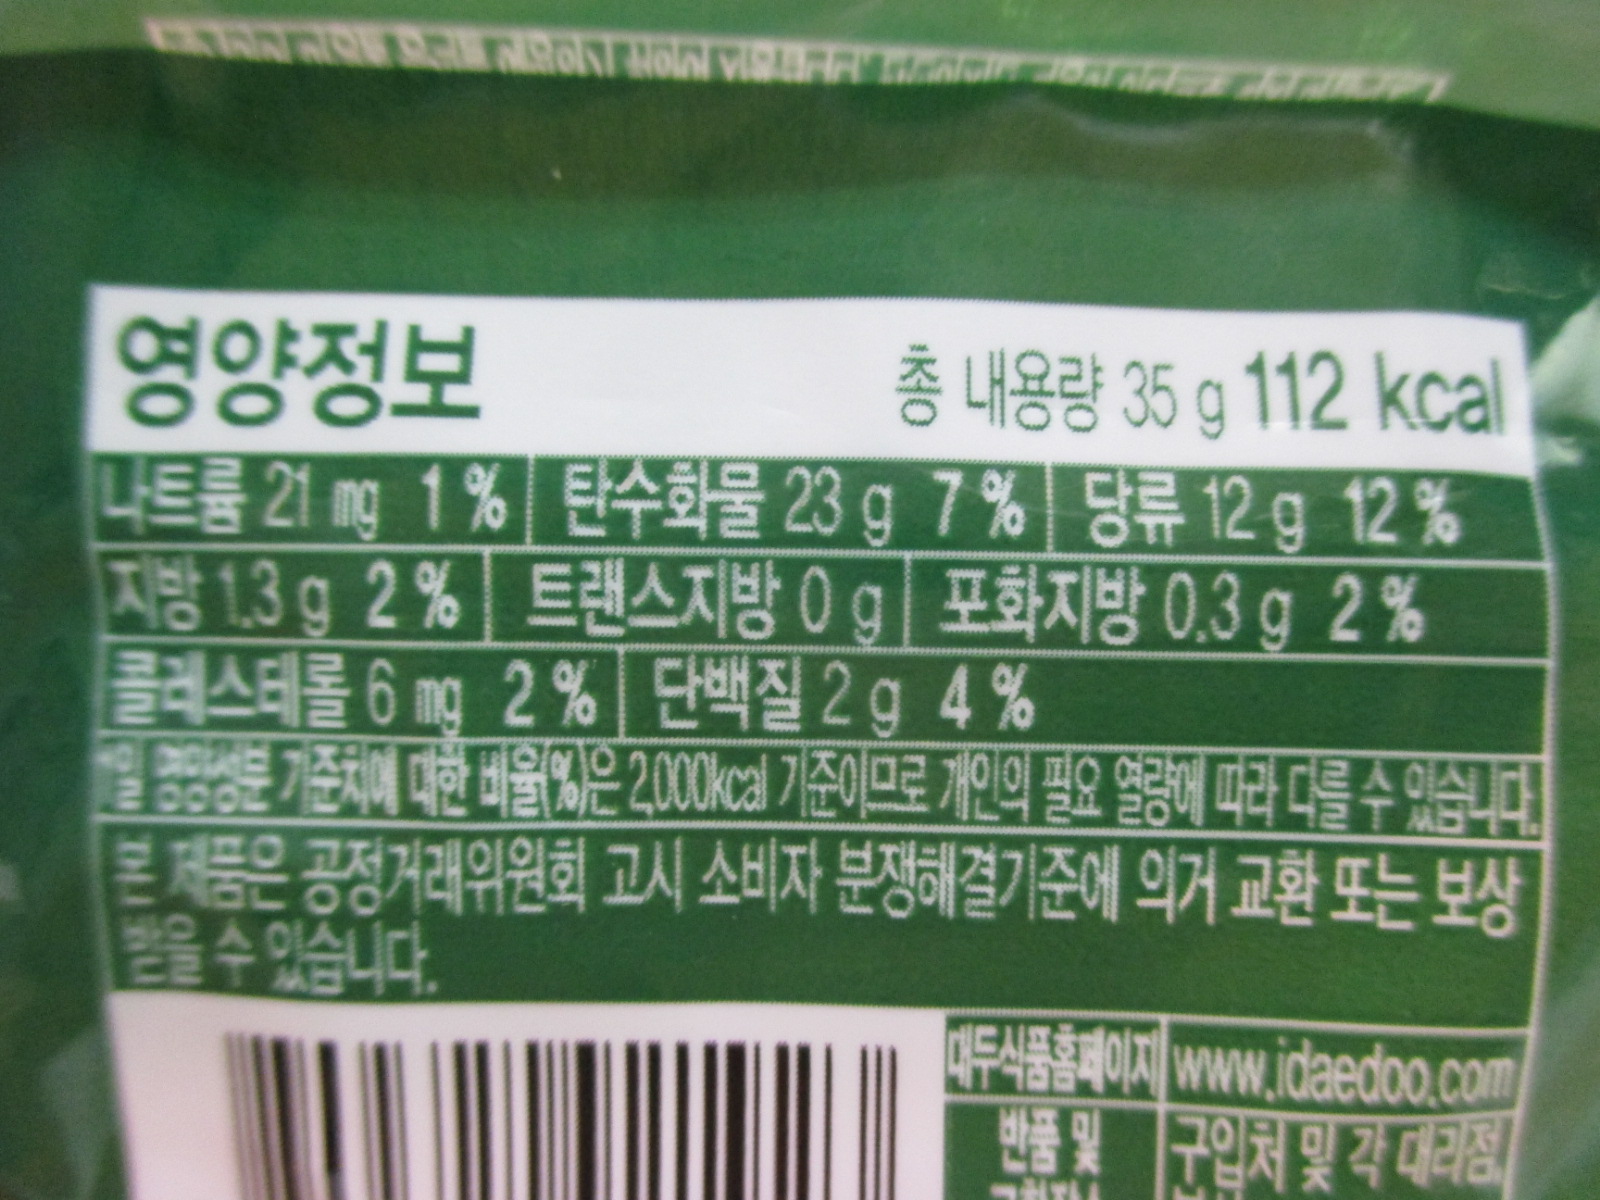 영양정보 총 내용량 35 g 112 kcal
나트륨 21 mg 1 % 탄수화물 23 g 7 % 당류 12 g 12 %
지방 1.3 g 2 % 트랜스지방 0 g 포화지방 0.3 g 2 %
콜레스테롤 6 mg 2 % 단백질 2 g 4 %
1일 영양성분 기준치에 대한 비율(%)은 2,000kcal 기준이므로 개인의 필요 열량에 따라 다를 수 있습니다.
본 제품은 공정거래위원회 고시 소비자 분쟁해결기준에 의거 교환 또는 보상
받을 수 있습니다.
대두식품홈페이지 www.idaedoo.com
반품 및 구입처 및 각 대리점,